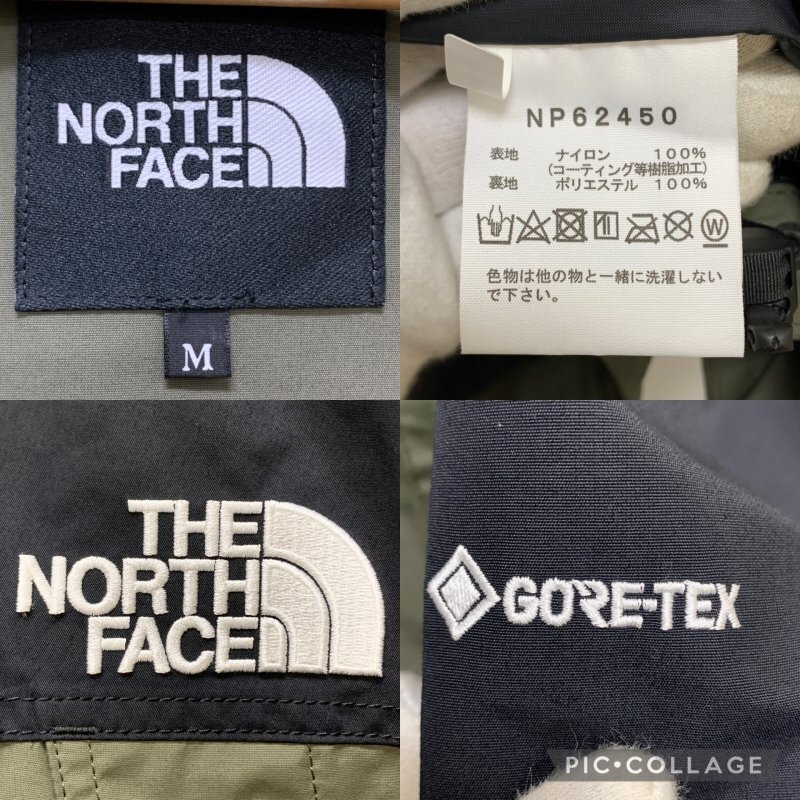 THE
NORTH
FACE
M
NP62450
表地 ナイロン 100%
(コーティング等樹脂加工)
裏地 ポリエステル 100%
W
色物は他の物と一緒に洗濯しない
で下さい。
THE
NORTH
FACE
GORE-TEX
PIC•COLLAGE